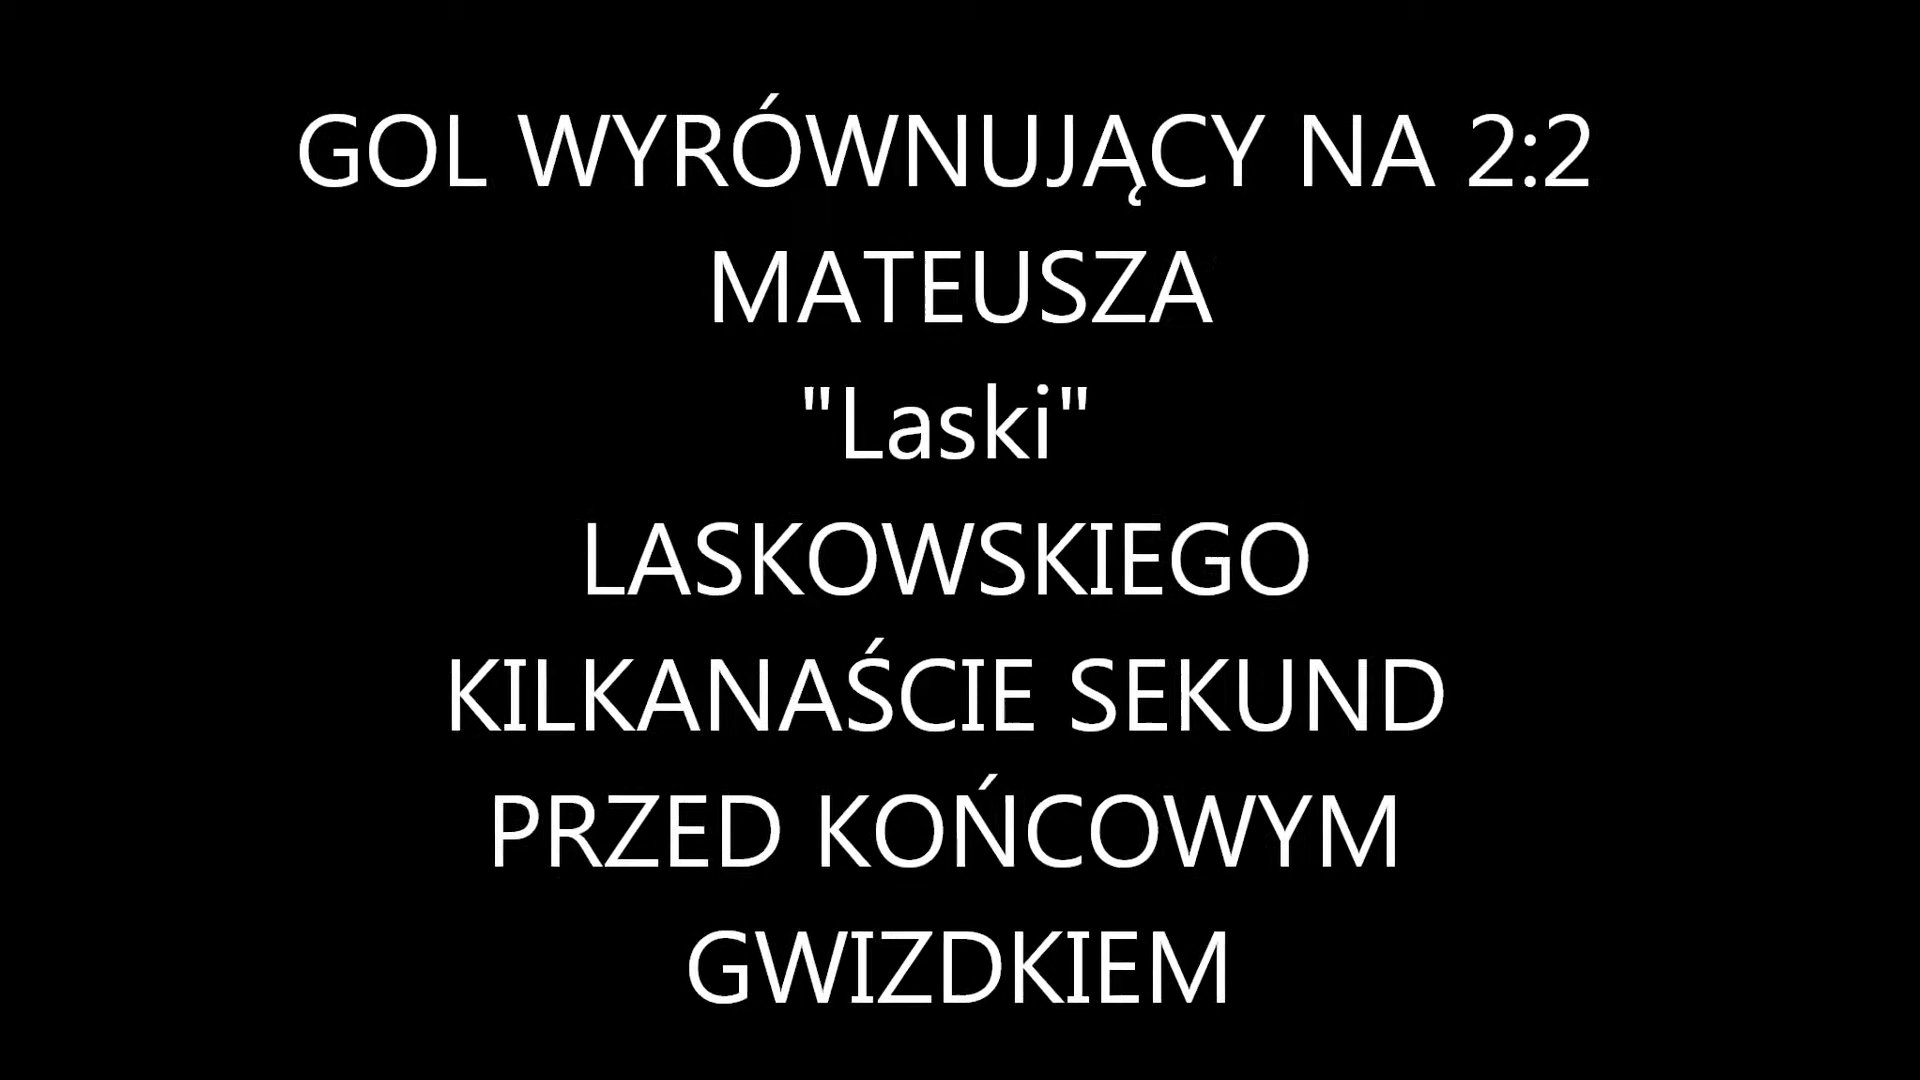 GOL WYRÓWNUJĄCY NA 2:2
MATEUSZA
"Laski"
LASKOWSKIEGO
KILKANAŚCIE SEKUND
PRZED KOŃCOWYM
GWIZDKIEM